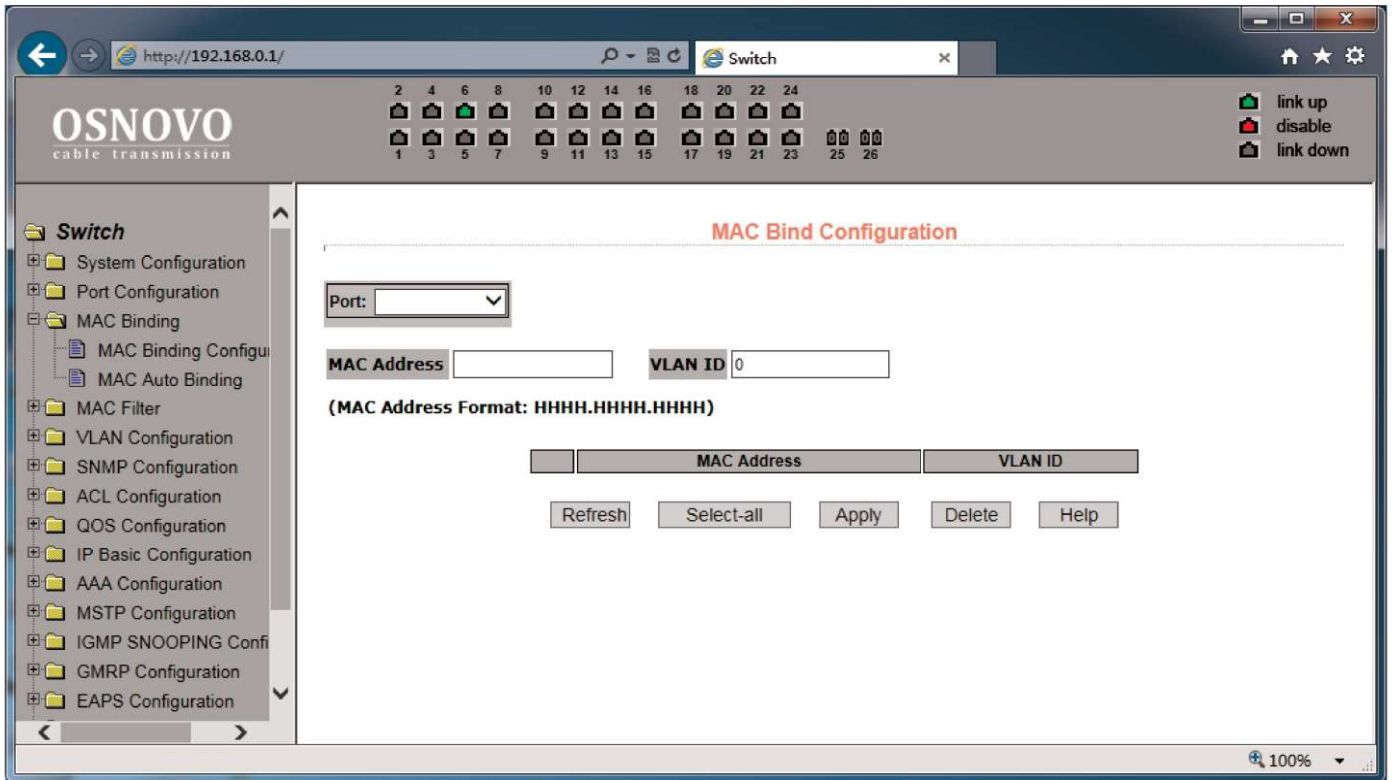 http://192.168.0.1/
Switch
OSNOVO
cable transmission
2 4 6 8 10 12 14 16 18 20 22 24
1 3 5 7 9 11 13 15 17 19 21 23 25 26
link up
disable
link down
Switch
System Configuration
Port Configuration
MAC Binding
MAC Binding Configu
MAC Auto Binding
MAC Filter
VLAN Configuration
SNMP Configuration
ACL Configuration
QOS Configuration
IP Basic Configuration
AAA Configuration
MSTP Configuration
IGMP SNOOPING Confi
GMRP Configuration
EAPS Configuration
MAC Bind Configuration
Port:
MAC Address VLAN ID 0
(MAC Address Format: HHHH.HHHH.HHHH)
MAC Address VLAN ID
Refresh Select-all Apply Delete Help
100%